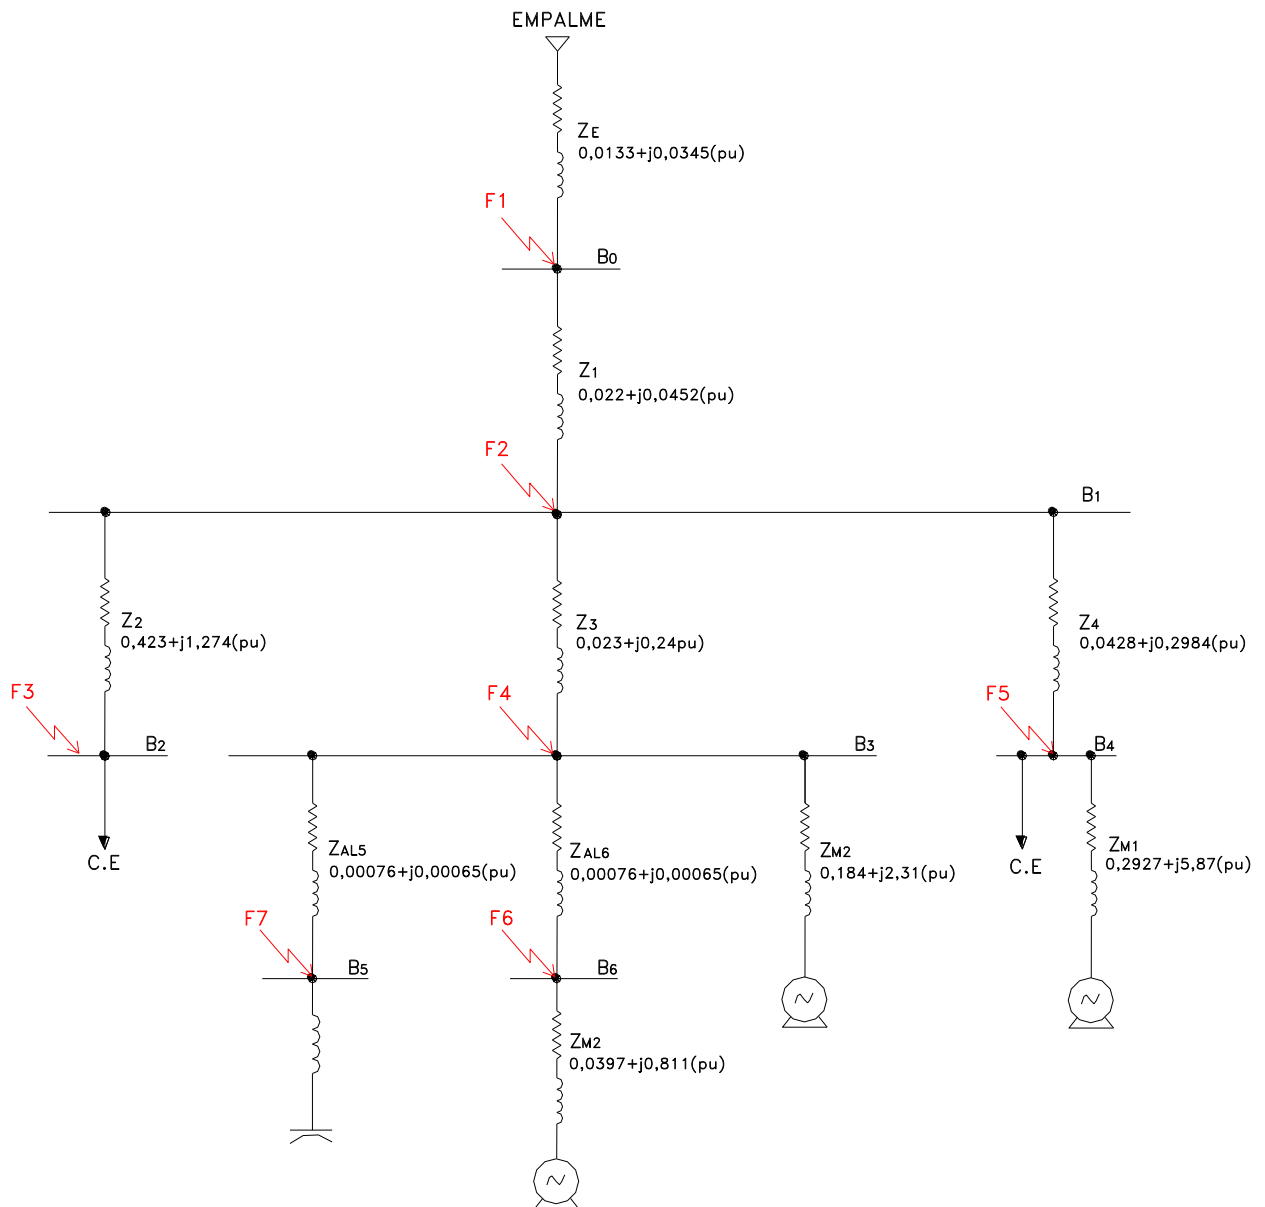 EMPALME
ZE
0,0133+j0,0345(pu)
F1
B0
Z1
0,022+j0,0452(pu)
F2
B1
Z2
0,423+j1,274(pu)
Z3
0,023+j0,24pu)
Z4
0,0428+j0,2984(pu)
F3
F4
F5
B2
B3
B4
C.E
ZAL5
0,00076+j0,00065(pu)
ZAL6
0,00076+j0,00065(pu)
ZM2
0,184+j2,31(pu)
C.E
ZM1
0,2927+j5,87(pu)
F7
F6
B5
B6
ZM2
0,0397+j0,811(pu)